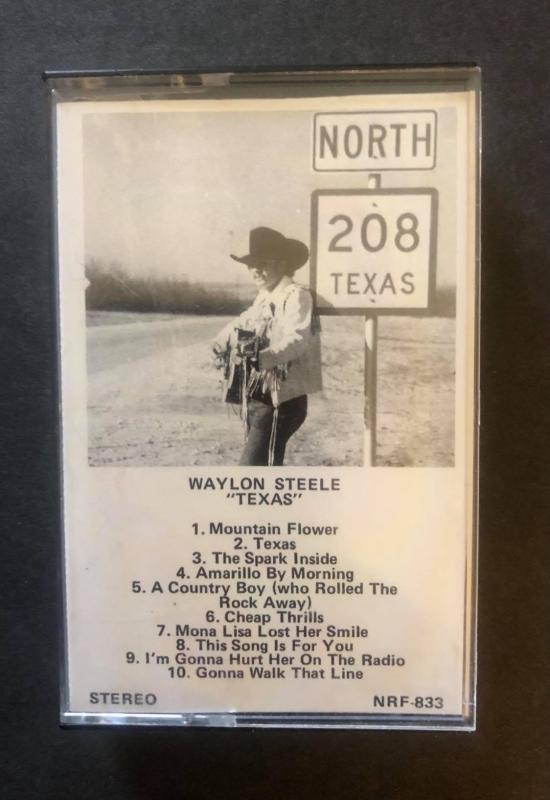 NORTH
208
TEXAS
WAYLON STEELE
"TEXAS"
1. Mountain Flower
2. Texas
3. The Spark Inside
4. Amarillo By Morning
5. A Country Boy (who Rolled The
Rock Away)
6. Cheap Thrills
7. Mona Lisa Lost Her Smile
8. This Song Is For You
9. I'm Gonna Hurt Her On The Radio
10. Gonna Walk That Line
STEREO
NRF-833